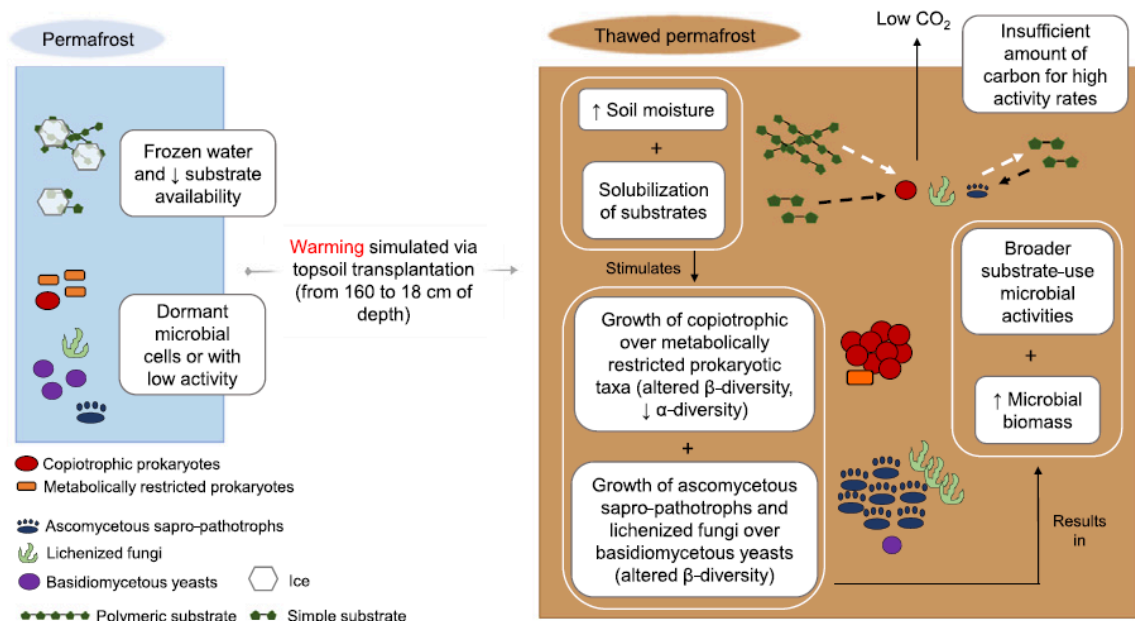 Permafrost
Frozen water
and ↓ substrate
availability
Dormant
microbial
cells or with
low activity
Copiotrophic prokaryotes
Metabolically restricted prokaryotes
Ascomycetous sapro-pathotrophs
Lichenized fungi
Basidiomycetous yeasts
Ice
Polymeric substrate
Simple substrate
Warming simulated via
topsoil transplantation
(from 160 to 18 cm of
depth)
Thawed permafrost
Low CO₂
Insufficient
amount of
carbon for high
activity rates
↑ Soil moisture
+
Solubilization
of substrates
Stimulates
Growth of copiotrophic
over metabolically
restricted prokaryotic
taxa (altered β-diversity,
↓ α-diversity)
+
Growth of ascomycetous
sapro-pathotrophs and
lichenized fungi over
basidiomycetous yeasts
(altered β-diversity)
Broader
substrate-use
microbial
activities
+
↑ Microbial
biomass
Results
in